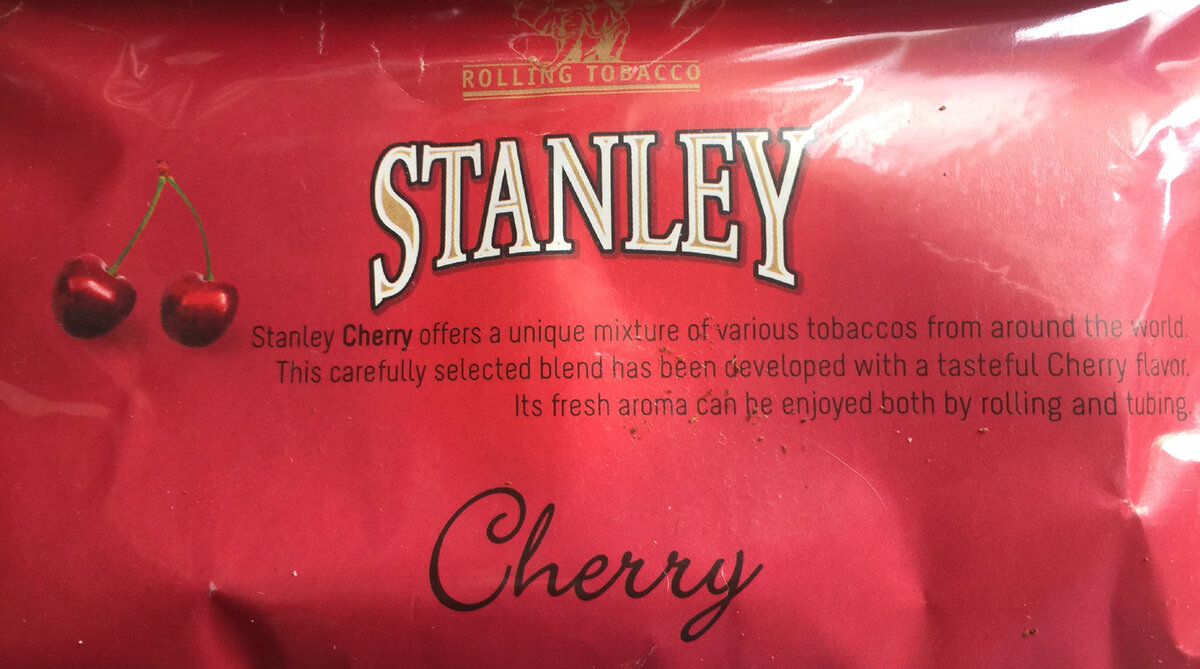 ROLLING TOBACCO
STANLEY
Stanley Cherry offers a unique mixture of various tobaccos from around the world.
This carefully selected blend has been developed with a tasteful Cherry flavor.
Its fresh aroma can be enjoyed both by rolling and tubing.
Cherry